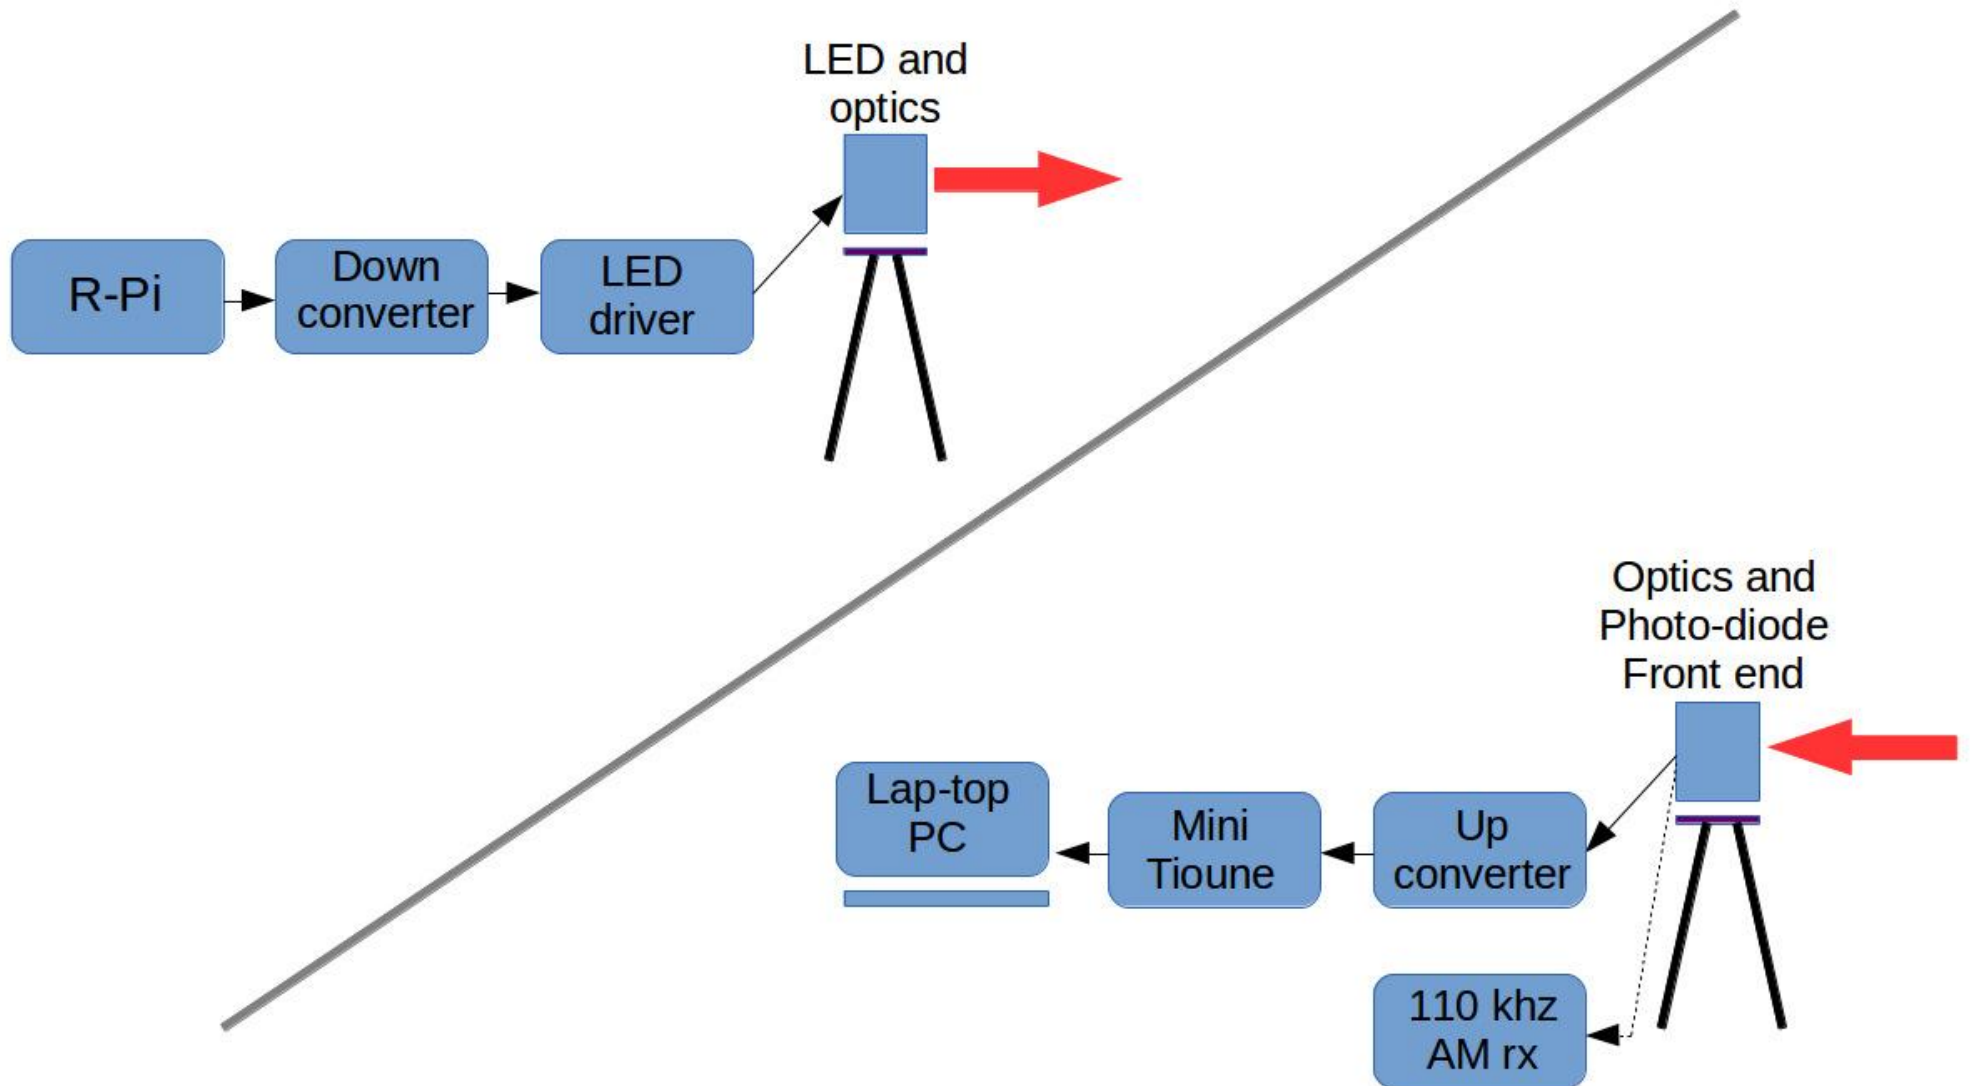 LED and
optics
R-Pi
Down
converter
LED
driver
Optics and
Photo-diode
Front end
Lap-top
PC
Mini
Tioune
Up
converter
110 khz
AM rx